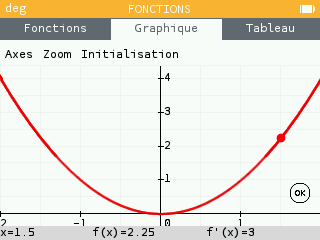 deg FONCTIONS
Fonctions Graphique Tableau
Axes Zoom Initialisation
4
3
2
1
OK
2 -1 0 1
x=1.5 f(x)=2.25 f'(x)=3